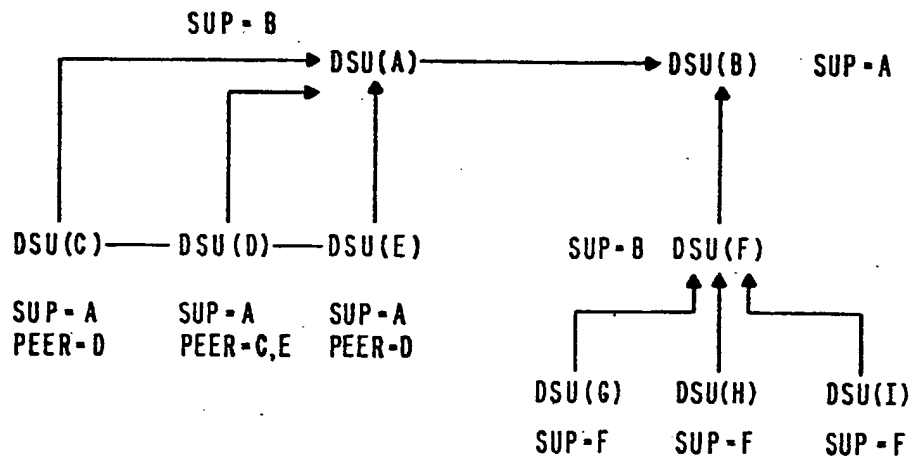 SUP = B
DSU(A) DSU(B) SUP = A
DSU(C) DSU(D) DSU(E) SUP = B DSU(F)
SUP = A SUP = A SUP = A
PEER = D PEER = C,E PEER = D
DSU(G) DSU(H) DSU(I)
SUP = F SUP = F SUP = F